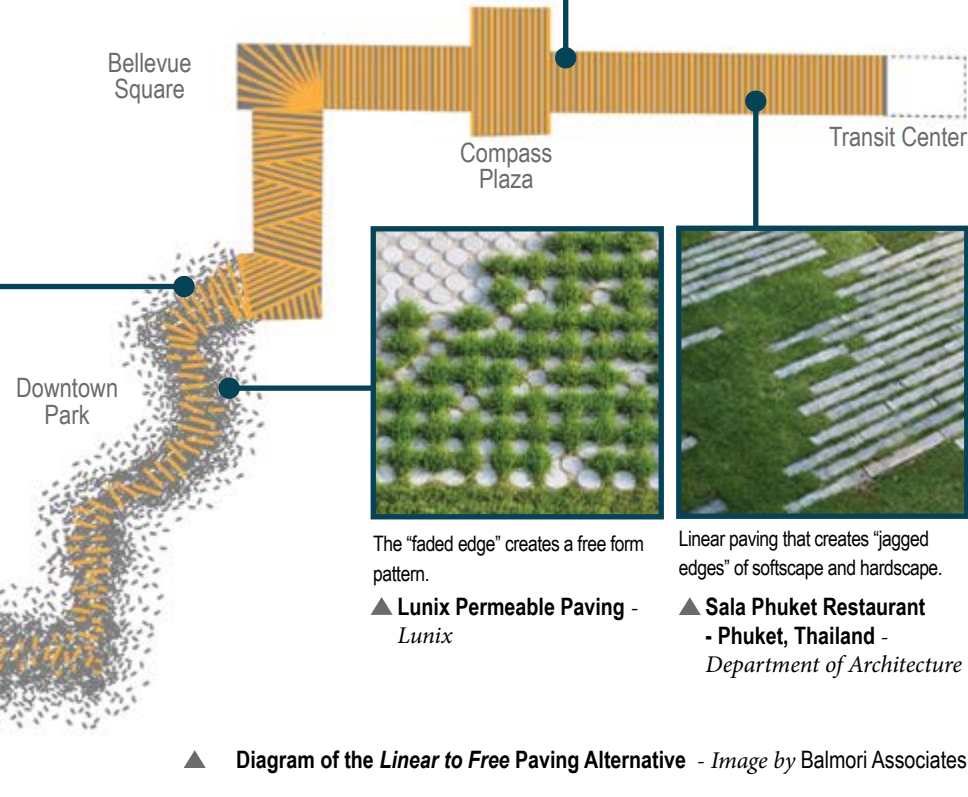 Bellevue
Square
Compass
Plaza
Transit Center
Downtown
Park
The “faded edge” creates a free form
pattern.
Lunix Permeable Paving -
Lunix
Linear paving that creates “jagged
edges” of softscape and hardscape.
Sala Phuket Restaurant
- Phuket, Thailand -
Department of Architecture
Diagram of the Linear to Free Paving Alternative - Image by Balmori Associates